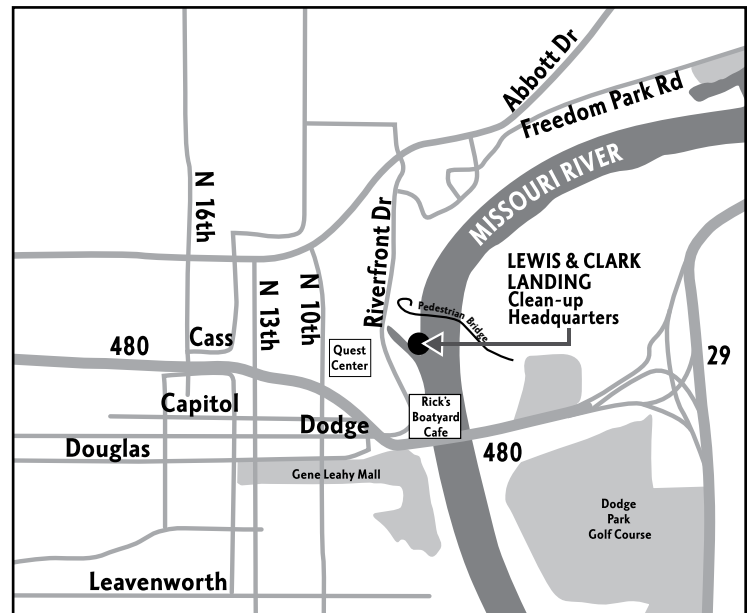 Abbott Dr
Freedom Park Rd
MISSOURI RIVER
N 16th
Riverfront Dr
LEWIS & CLARK
LANDING
Clean-up
Headquarters
N 13th
N 10th
Pedestrian Bridge
Cass
480
Quest
Center
29
Capitol
Rick's
Boatyard
Cafe
Dodge
Douglas
480
Gene Leahy Mall
Dodge
Park
Golf Course
Leavenworth